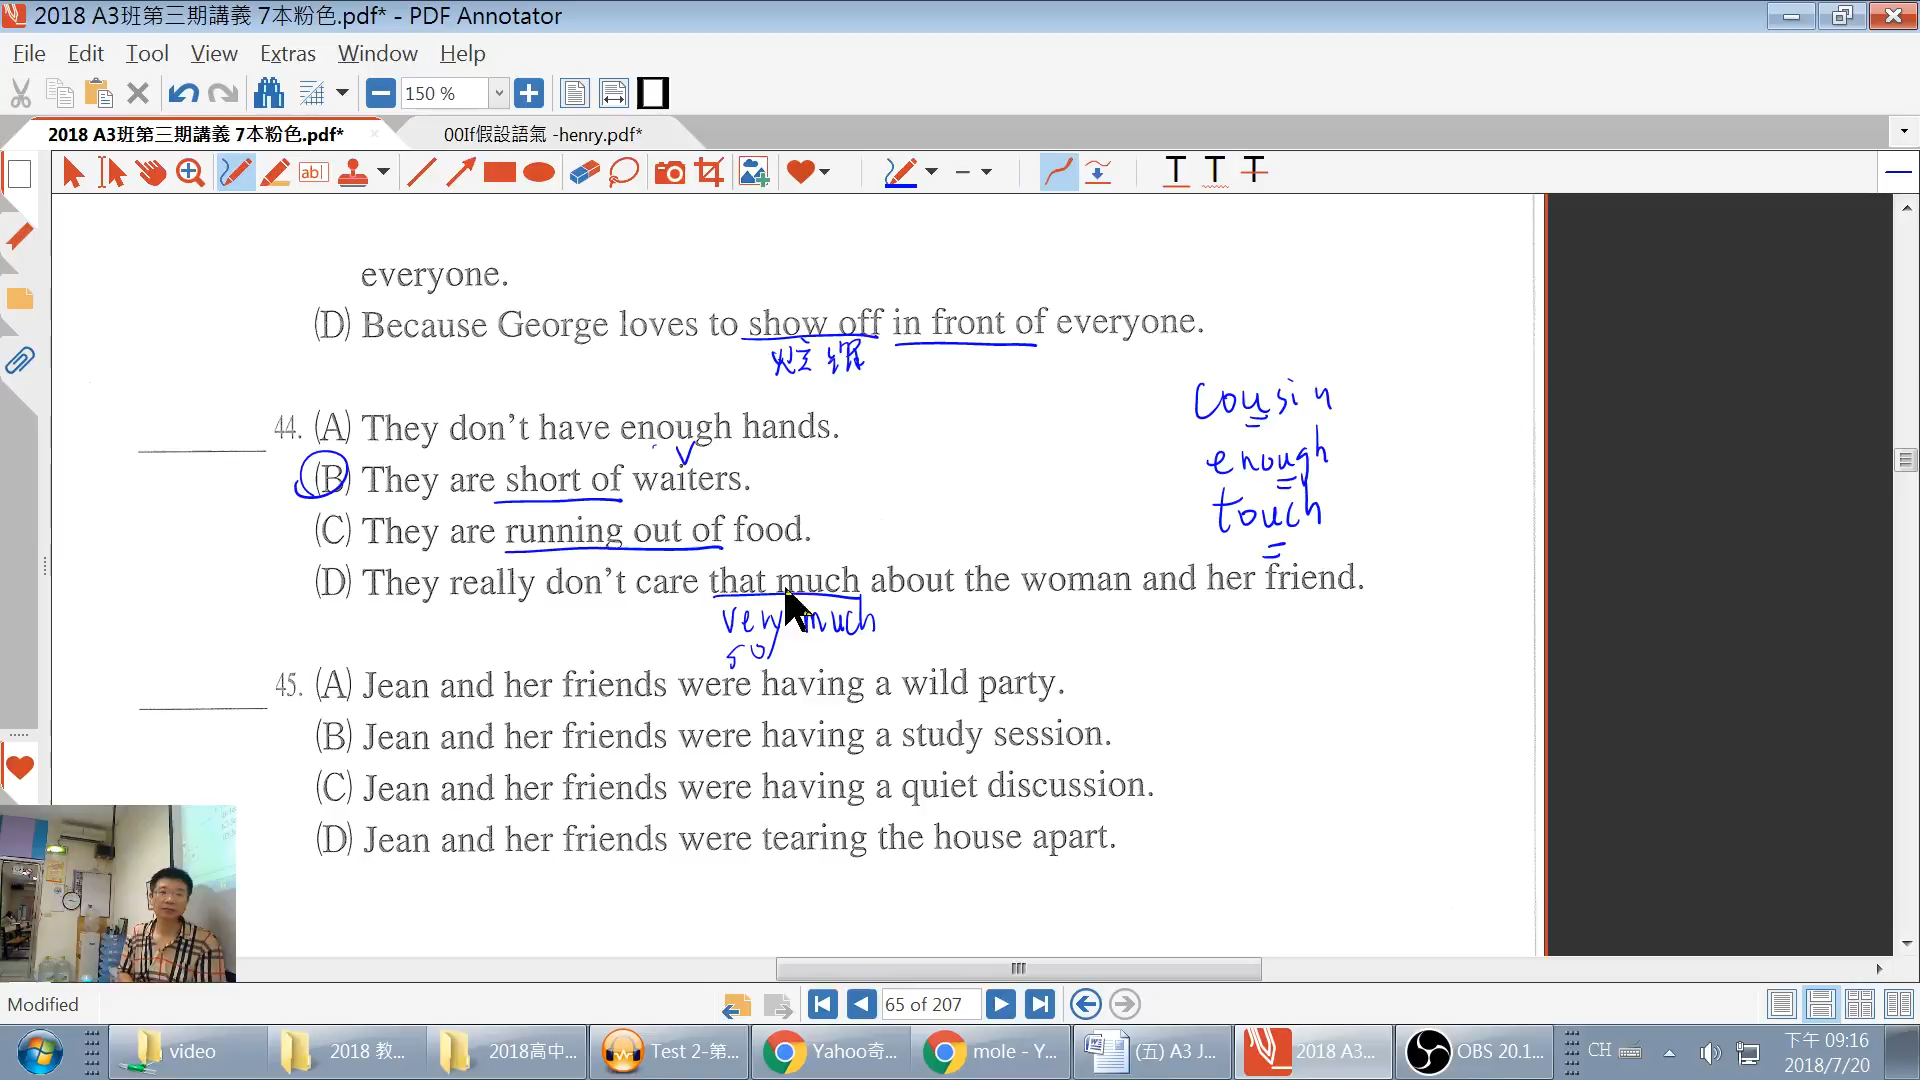 2018 A3班第三期講義 7本粉色.pdf* - PDF Annotator
File Edit Tool View Extras Window Help
150 %
2018 A3班第三期講義 7本粉色.pdf*
00If假設語氣 -henry.pdf*
everyone.
(D) Because George loves to show off in front of everyone.
炫耀
cousin
44. (A) They don't have enough hands.
enough
(B) They are short of waiters.
touch
(C) They are running out of food.
(D) They really don't care that much about the woman and her friend.
very much
so
45. (A) Jean and her friends were having a wild party.
(B) Jean and her friends were having a study session.
(C) Jean and her friends were having a quiet discussion.
(D) Jean and her friends were tearing the house apart.
Modified
65 of 207
video
2018 教...
2018高中...
Test 2-第...
Yahoo奇...
mole - Y...
(五) A3 J...
2018 A3...
OBS 20.1...
CH
下午 09:16
2018/7/20